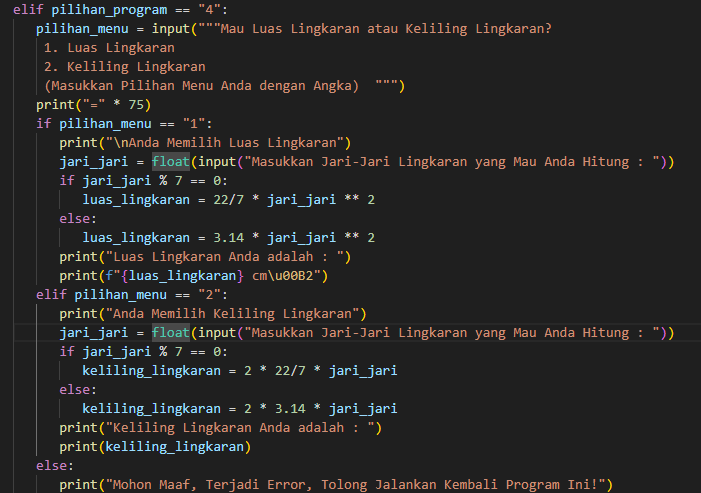 elif pilihan_program == "4":
pilihan_menu = input("""Mau Luas Lingkaran atau Keliling Lingkaran?
1. Luas Lingkaran
2. Keliling Lingkaran
(Masukkan Pilihan Menu Anda dengan Angka)  """)
print("=" * 75)
if pilihan_menu == "1":
print("\nAnda Memilih Luas Lingkaran")
jari_jari = float(input("Masukkan Jari-Jari Lingkaran yang Mau Anda Hitung : "))
if jari_jari % 7 == 0:
luas_lingkaran = 22/7 * jari_jari ** 2
else:
luas_lingkaran = 3.14 * jari_jari ** 2
print("Luas Lingkaran Anda adalah : ")
print(f"{luas_lingkaran} cm\u00B2")
elif pilihan_menu == "2":
print("Anda Memilih Keliling Lingkaran")
jari_jari = float(input("Masukkan Jari-Jari Lingkaran yang Mau Anda Hitung : "))
if jari_jari % 7 == 0:
keliling_lingkaran = 2 * 22/7 * jari_jari
else:
keliling_lingkaran = 2 * 3.14 * jari_jari
print("Keliling Lingkaran Anda adalah : ")
print(keliling_lingkaran)
else:
print("Mohon Maaf, Terjadi Error, Tolong Jalankan Kembali Program Ini!")